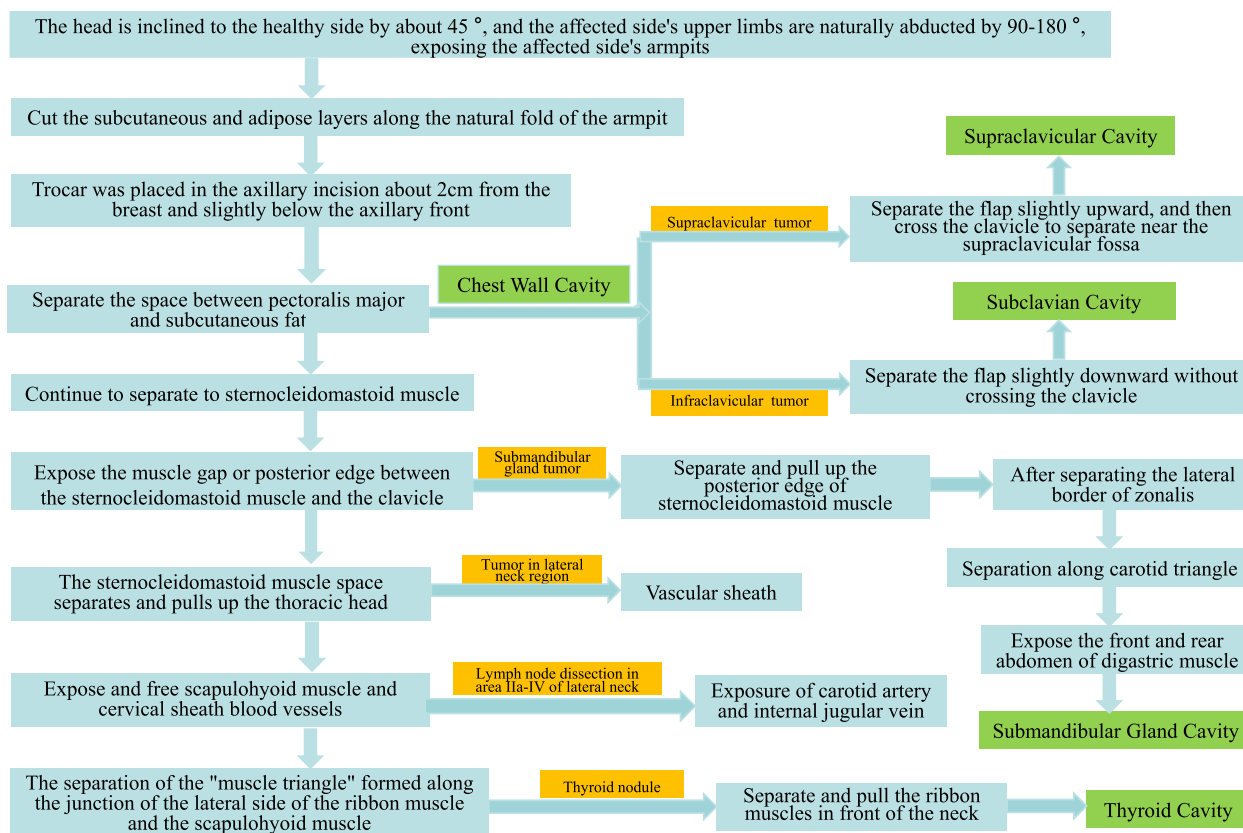 The head is inclined to the healthy side by about 45 °, and the affected side's upper limbs are naturally abducted by 90-180 °,
exposing the affected side's armpits
Cut the subcutaneous and adipose layers along the natural fold of the armpit
Trocar was placed in the axillary incision about 2cm from the
breast and slightly below the axillary front
Separate the space between pectoralis major
and subcutaneous fat
Chest Wall Cavity
Supraclavicular tumor
Separate the flap slightly upward, and then
cross the clavicle to separate near the
supraclavicular fossa
Supraclavicular Cavity
Infraclavicular tumor
Separate the flap slightly downward without
crossing the clavicle
Subclavian Cavity
Continue to separate to sternocleidomastoid muscle
Expose the muscle gap or posterior edge between
the sternocleidomastoid muscle and the clavicle
Submandibular
gland tumor
Separate and pull up the
posterior edge of
sternocleidomastoid muscle
After separating the lateral
border of zonalis
Separation along carotid triangle
Expose the front and rear
abdomen of digastric muscle
Submandibular Gland Cavity
The sternocleidomastoid muscle space
separates and pulls up the thoracic head
Tumor in lateral
neck region
Vascular sheath
Expose and free scapulohyoid muscle and
cervical sheath blood vessels
Lymph node dissection in
area IIa-IV of lateral neck
Exposure of carotid artery
and internal jugular vein
The separation of the "muscle triangle" formed along
the junction of the lateral side of the ribbon muscle
and the scapulohyoid muscle
Thyroid nodule
Separate and pull the ribbon
muscles in front of the neck
Thyroid Cavity